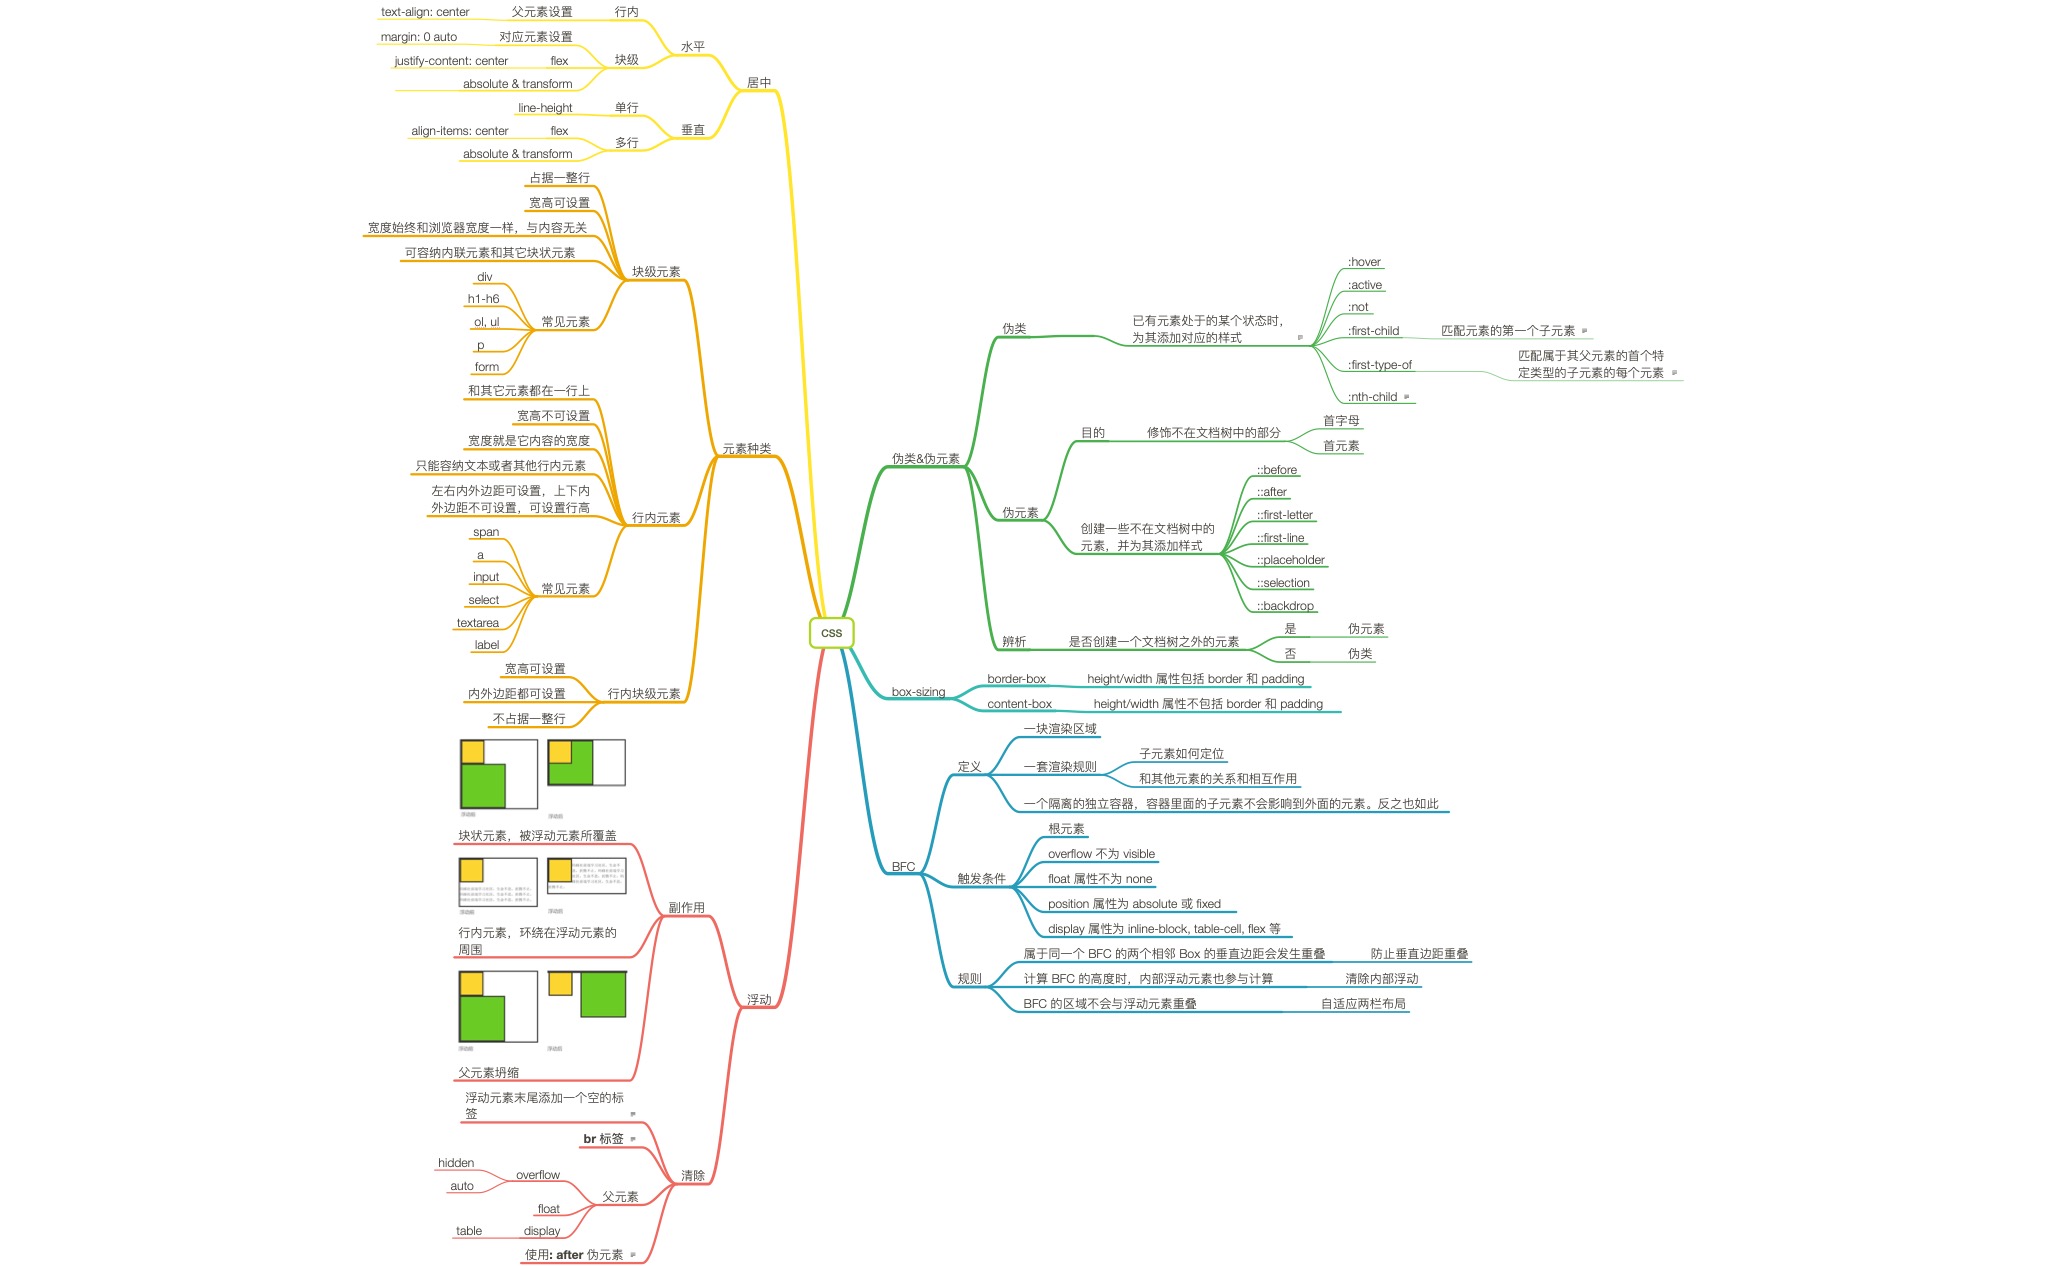 text-align: center
父元素设置
行内
margin: 0 auto
对应元素设置
水平
justify-content: center
flex
块级
absolute & transform
居中
line-height
单行
align-items: center
flex
垂直
多行
absolute & transform
占据一整行
宽高可设置
宽度始终和浏览器宽度一样，与内容无关
可容纳内联元素和其它块状元素
块级元素
div
h1-h6
ol, ul
常见元素
p
form
和其它元素都在一行上
宽高不可设置
宽度就是它内容的宽度
元素种类
只能容纳文本或者其他行内元素
左右内外边距可设置，上下内
外边距不可设置，可设置行高
行内元素
span
a
input
常见元素
select
textarea
label
宽高可设置
内外边距都可设置
行内块级元素
不占据一整行
浮动前
浮动后
块状元素，被浮动元素所覆盖
浮动前
浮动后
副作用
行内元素，环绕在浮动元素的
周围
浮动前
浮动后
浮动
父元素坍缩
浮动元素末尾添加一个空的标
签
br 标签
hidden
overflow
清除
auto
父元素
float
table
display
使用: after 伪元素
CSS
:hover
:active
:not
伪类
已有元素处于的某个状态时，
为其添加对应的样式
:first-child
匹配元素的第一个子元素
:first-type-of
匹配属于其父元素的首个特
定类型的子元素的每个元素
:nth-child
首字母
目的
修饰不在文档树中的部分
首元素
伪类&伪元素
::before
::after
伪元素
::first-letter
创建一些不在文档树中的
元素，并为其添加样式
::first-line
::placeholder
::selection
::backdrop
辨析
是否创建一个文档树之外的元素
是
伪元素
否
伪类
border-box
height/width 属性包括 border 和 padding
box-sizing
content-box
height/width 属性不包括 border 和 padding
一块渲染区域
定义
一套渲染规则
子元素如何定位
和其他元素的关系和相互作用
一个隔离的独立容器，容器里面的子元素不会影响到外面的元素。反之也如此
根元素
overflow 不为 visible
BFC
触发条件
float 属性不为 none
position 属性为 absolute 或 fixed
display 属性为 inline-block, table-cell, flex 等
属于同一个 BFC 的两个相邻 Box 的垂直边距会发生重叠
防止垂直边距重叠
规则
计算 BFC 的高度时，内部浮动元素也参与计算
清除内部浮动
BFC 的区域不会与浮动元素重叠
自适应两栏布局